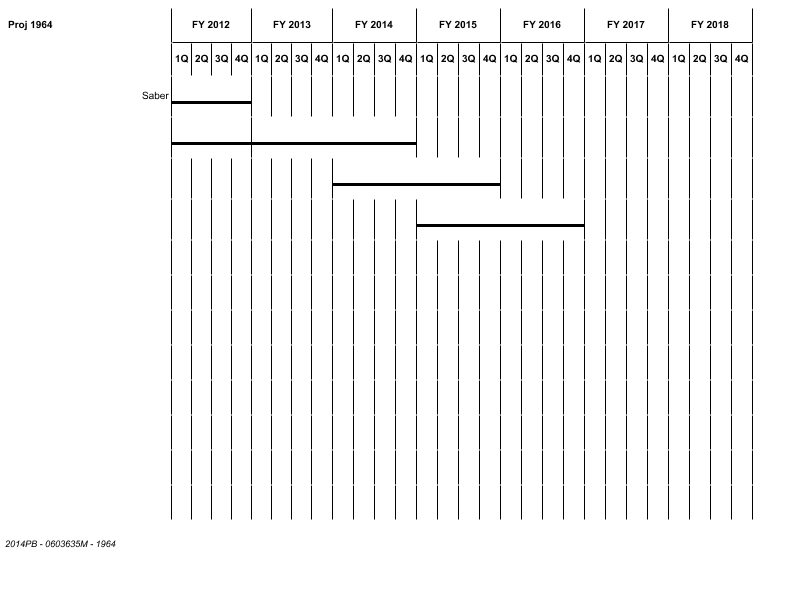 Proj 1964 FY 2012 FY 2013 FY 2014 FY 2015 FY 2016 FY 2017 FY 2018
1Q 2Q 3Q 4Q 1Q 2Q 3Q 4Q 1Q 2Q 3Q 4Q 1Q 2Q 3Q 4Q 1Q 2Q 3Q 4Q 1Q 2Q 3Q 4Q 1Q 2Q 3Q 4Q
Saber
2014PB - 0603635M - 1964